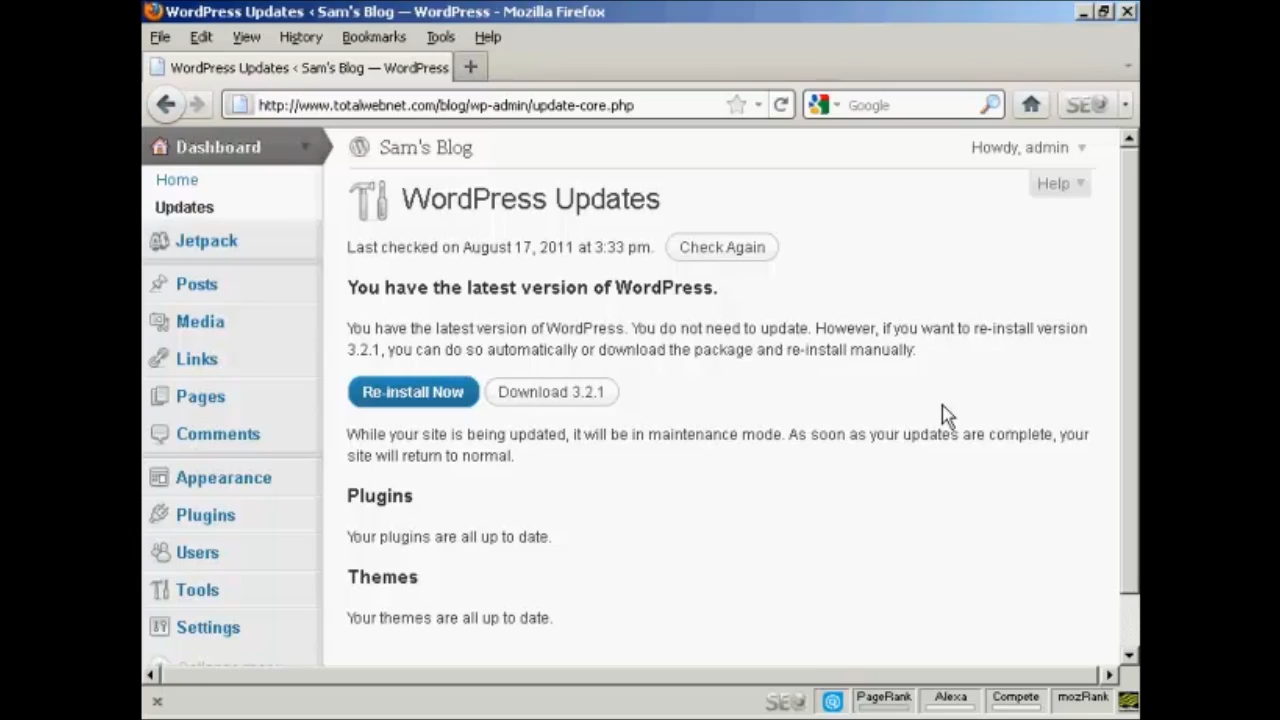 WordPress Updates ‹ Sam's Blog — WordPress - Mozilla Firefox
File Edit View History Bookmarks Tools Help
WordPress Updates ‹ Sam's Blog — WordPress
http://www.totalwebnet.com/blog/wp-admin/update-core.php Google SEO
Dashboard Sam's Blog Howdy, admin
Home
Help
WordPress Updates
Updates
Jetpack
Last checked on August 17, 2011 at 3:33 pm. Check Again
Posts
You have the latest version of WordPress.
Media
You have the latest version of WordPress. You do not need to update. However, if you want to re-install version
3.2.1, you can do so automatically or download the package and re-install manually:
Links
Pages
Re-install Now Download 3.2.1
Comments
While your site is being updated, it will be in maintenance mode. As soon as your updates are complete, your
site will return to normal.
Appearance
Plugins
Plugins
Your plugins are all up to date.
Users
Themes
Tools
Your themes are all up to date.
Settings
SEO PageRank Alexa Compete mozRank